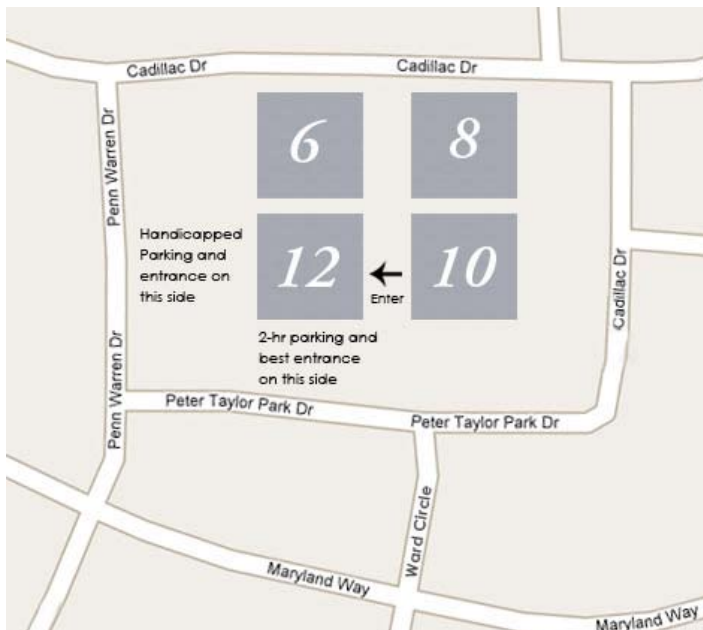 Cadillac Dr
Cadillac Dr
Penn Warren Dr
6
8
Handicapped
Parking and
entrance on
this side
12
Enter
10
Cadillac Dr
2-hr parking and
best entrance
on this side
Penn Warren Dr
Peter Taylor Park Dr
Peter Taylor Park Dr
Ward Circle
Maryland Way
Maryland Way